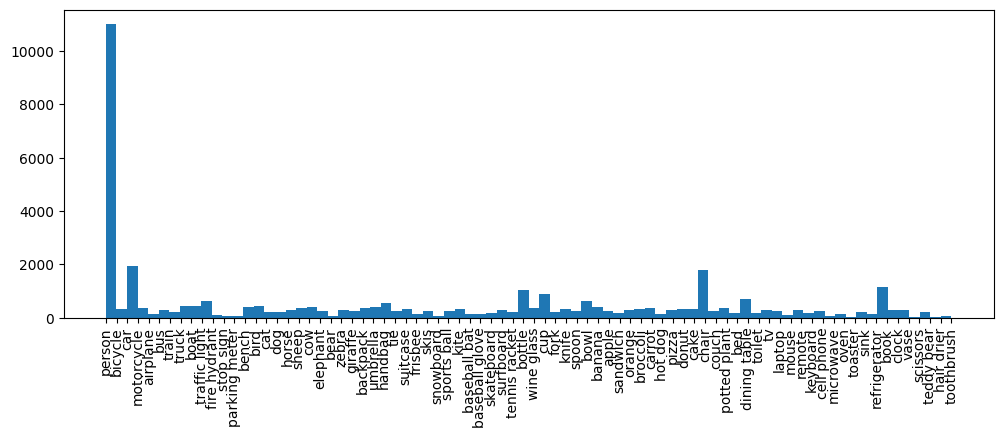 10000
8000
6000
4000
2000
0
person
bicycle
car
motorcycle
airplane
bus
train
truck
boat
traffic light
fire hydrant
stop sign
parking meter
bench
bird
cat
dog
horse
sheep
cow
elephant
bear
zebra
giraffe
backpack
umbrella
handbag
tie
suitcase
frisbee
skis
snowboard
sports ball
kite
baseball bat
baseball glove
skateboard
surfboard
tennis racket
bottle
wine glass
cup
fork
knife
spoon
bowl
banana
apple
sandwich
orange
broccoli
carrot
hot dog
pizza
donut
cake
chair
couch
potted plant
bed
dining table
toilet
tv
laptop
mouse
remote
keyboard
cell phone
microwave
oven
toaster
sink
refrigerator
book
clock
vase
scissors
teddy bear
hair drier
toothbrush